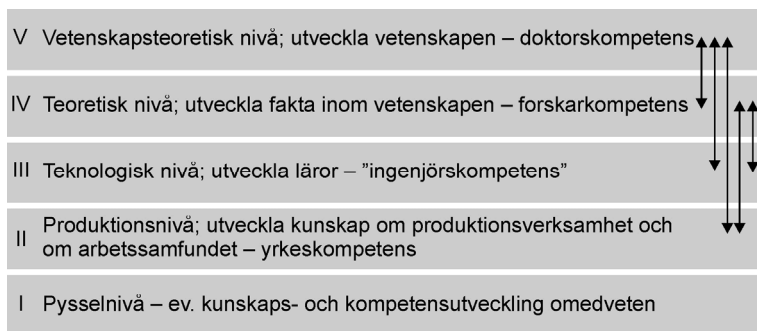 V Vetenskapsteoretisk nivå; utveckla vetenskapen – doktorskompetens
IV Teoretisk nivå; utveckla fakta inom vetenskapen – forskarkompetens
III Teknologisk nivå; utveckla läror – ”ingenjörskompetens”
II Produktionsnivå; utveckla kunskap om produktionsverksamhet och
om arbetssamfundet – yrkeskompetens
I Pysselnivå – ev. kunskaps- och kompetensutveckling omedveten